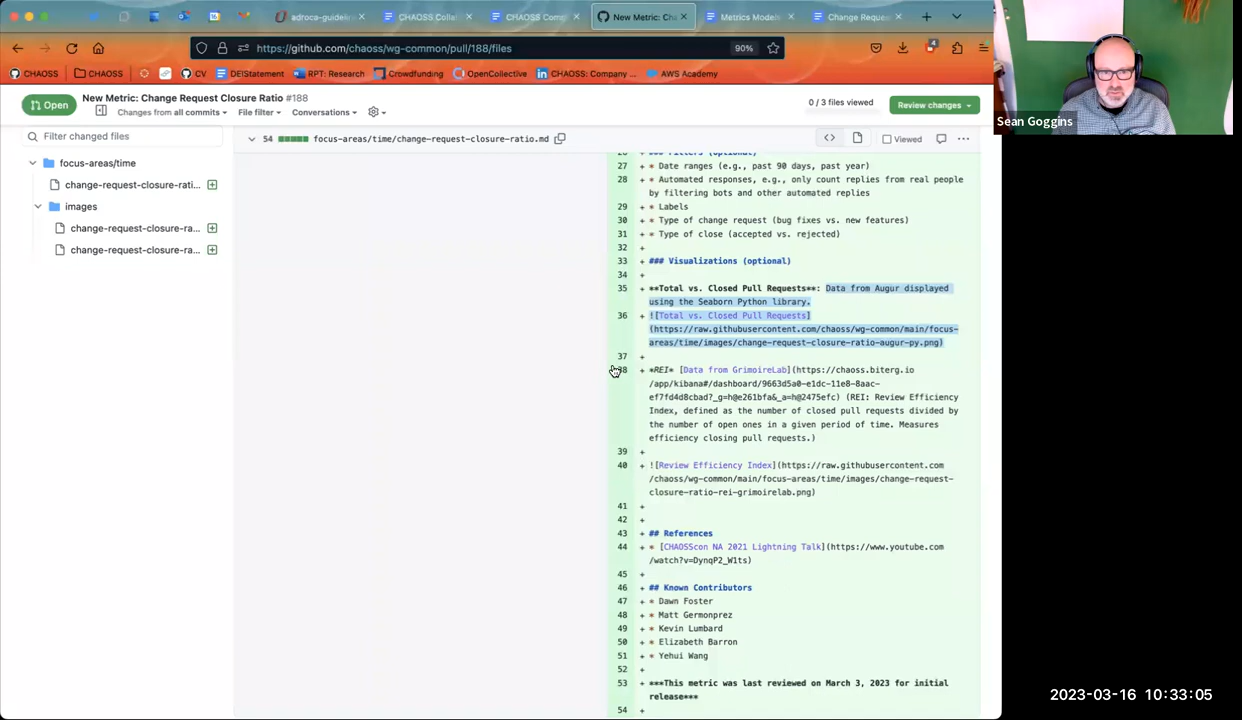 adroca-guidelin
CHAOSS Collab
CHAOSS Com
New Metric: Cha
Metrics Models
Change Reque
https://github.com/chaoss/wg-common/pull/188/files
90%
4
CHAOSS
CHAOSS
CV
DEIStatement
RPT: Research
Crowdfunding
OpenCollective
CHAOSS: Company ...
AWS Academy
Sean Goggins
Open
New Metric: Change Request Closure Ratio #188
Changes from all commits
File filter
Conversations
0 / 3 files viewed
Review changes
Filter changed files
focus-areas/time
change-request-closure-rati...
images
change-request-closure-ra...
change-request-closure-ra...
54 focus-areas/time/change-request-closure-ratio.md
Viewed
26 + ### Filters (optional)
27 + * Date ranges (e.g., past 90 days, past year)
28 + * Automated responses, e.g., only count replies from real people
by filtering bots and other automated replies
29 + * Labels
30 + * Type of change request (bug fixes vs. new features)
31 + * Type of close (accepted vs. rejected)
32 +
33 + ### Visualizations (optional)
34 +
35 + **Total vs. Closed Pull Requests**: Data from Augur displayed
using the Seaborn Python library.
36 + ![Total vs. Closed Pull Requests]
(https://raw.githubusercontent.com/chaoss/wg-common/main/focus-
areas/time/images/change-request-closure-ratio-augur-py.png)
37 +
38 + *REI* [Data from GrimoireLab](https://chaoss.biterg.io
/app/kibana#/dashboard/9663d5a0-e1dc-11e8-8aac-
ef7fd4d8cbad?_g=h@e261bfa&_a=h@2475efc) (REI: Review Efficiency
Index, defined as the number of closed pull requests divided by
the number of open ones in a given period of time. Measures
efficiency closing pull requests.)
39 +
40 + ![Review Efficiency Index](https://raw.githubusercontent.com
/chaoss/wg-common/main/focus-areas/time/images/change-request-
closure-ratio-rei-grimoirelab.png)
41 +
42 +
43 + ## References
44 + * [CHAOSScon NA 2021 Lightning Talk](https://www.youtube.com
/watch?v=DynqP2_W1ts)
45 +
46 + ## Known Contributors
47 + * Dawn Foster
48 + * Matt Germonprez
49 + * Kevin Lumbard
50 + * Elizabeth Barron
51 + * Yehui Wang
52 +
53 + ***This metric was last reviewed on March 3, 2023 for initial
release***
54 +
2023-03-16 10:33:05